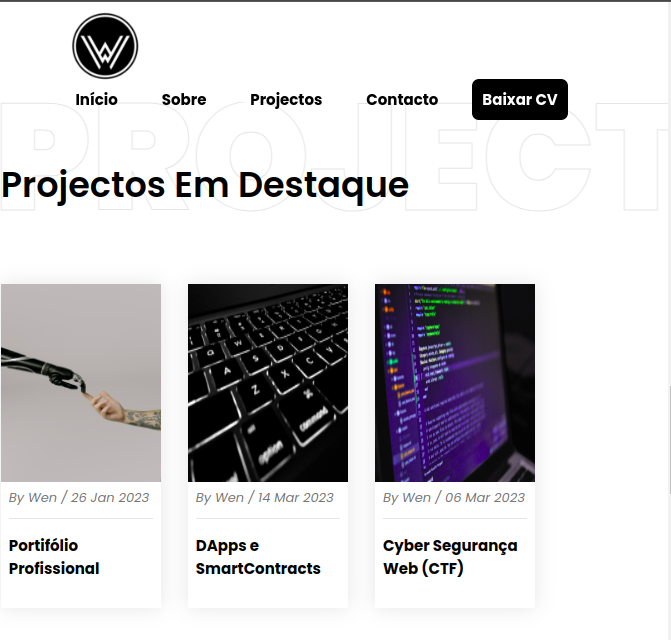 W
Início Sobre Projectos Contacto Baixar CV
PROJECT
Projectos Em Destaque
By Wen / 26 Jan 2023
Portifólio
Profissional
By Wen / 14 Mar 2023
DApps e
SmartContracts
By Wen / 06 Mar 2023
Cyber Segurança
Web (CTF)